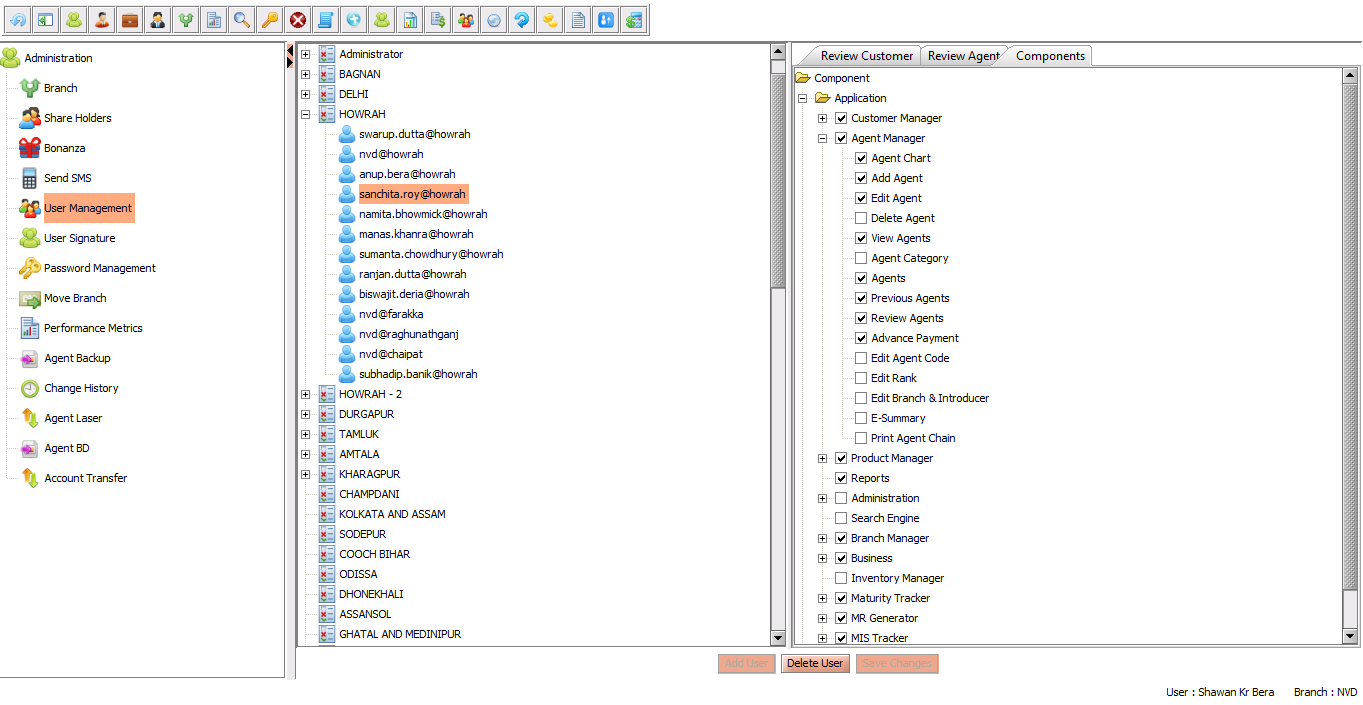 Administration
Branch
Share Holders
Bonanza
Send SMS
User Management
User Signature
Password Management
Move Branch
Performance Metrics
Agent Backup
Change History
Agent Laser
Agent BD
Account Transfer
Administrator
BAGNAN
DELHI
HOWRAH
swarup.dutta@howrah
nvd@howrah
anup.bera@howrah
sanchita.roy@howrah
namita.bhowmick@howrah
manas.khanra@howrah
sumanta.chowdhury@howrah
ranjan.dutta@howrah
biswajit.deria@howrah
nvd@farakka
nvd@raghunathganj
nvd@chaipat
subhadip.banik@howrah
HOWRAH - 2
DURGAPUR
TAMLUK
AMTALA
KHARAGPUR
CHAMPDANI
KOLKATA AND ASSAM
SODEPUR
COOCH BIHAR
ODISSA
DHONEKHALI
ASSANSOL
GHATAL AND MEDINIPUR
Review Customer Review Agent Components
Component
Application
Customer Manager
Agent Manager
Agent Chart
Add Agent
Edit Agent
Delete Agent
View Agents
Agent Category
Agents
Previous Agents
Review Agents
Advance Payment
Edit Agent Code
Edit Rank
Edit Branch & Introducer
E-Summary
Print Agent Chain
Product Manager
Reports
Administration
Search Engine
Branch Manager
Business
Inventory Manager
Maturity Tracker
MR Generator
MIS Tracker
Add User Delete User Save Changes
User : Shawan Kr Bera Branch : NVD